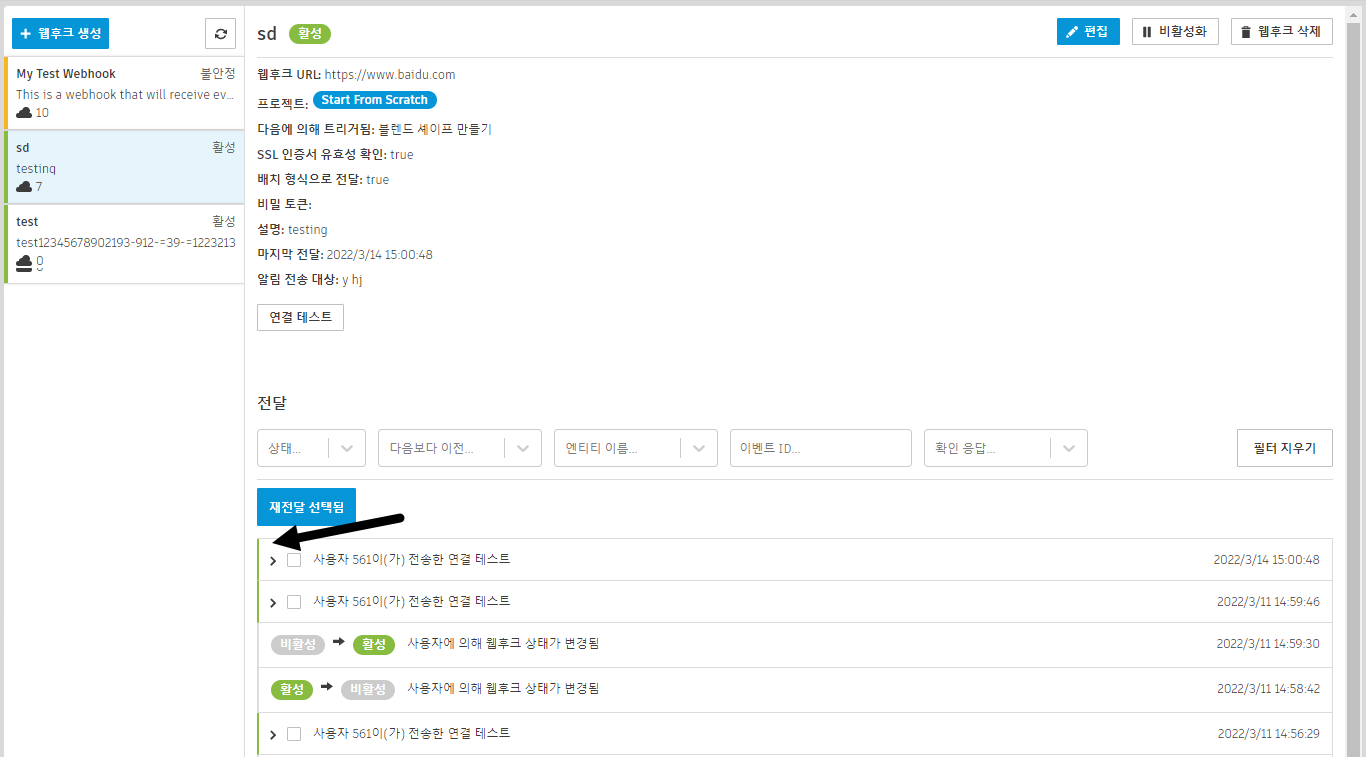 웹후크 생성
My Test Webhook 불안정
This is a webhook that will receive ev...
10
sd 활성
testing
7
test 활성
test12345678902193-912-=39-=1223213
0
sd 활성
편집 비활성화 웹후크 삭제
웹후크 URL: https://www.baidu.com
프로젝트: Start From Scratch
다음에 의해 트리거됨: 블렌드 셰이프 만들기
SSL 인증서 유효성 확인: true
배치 형식으로 전달: true
비밀 토큰:
설명: testing
마지막 전달: 2022/3/14 15:00:48
알림 전송 대상: y hj
연결 테스트
전달
상태... 다음보다 이전... 엔티티 이름... 이벤트 ID... 확인 응답... 필터 지우기
재전달 선택됨
사용자 561이(가) 전송한 연결 테스트 2022/3/14 15:00:48
사용자 561이(가) 전송한 연결 테스트 2022/3/11 14:59:46
비활성 활성 사용자에 의해 웹후크 상태가 변경됨 2022/3/11 14:59:30
활성 비활성 사용자에 의해 웹후크 상태가 변경됨 2022/3/11 14:58:42
사용자 561이(가) 전송한 연결 테스트 2022/3/11 14:56:29